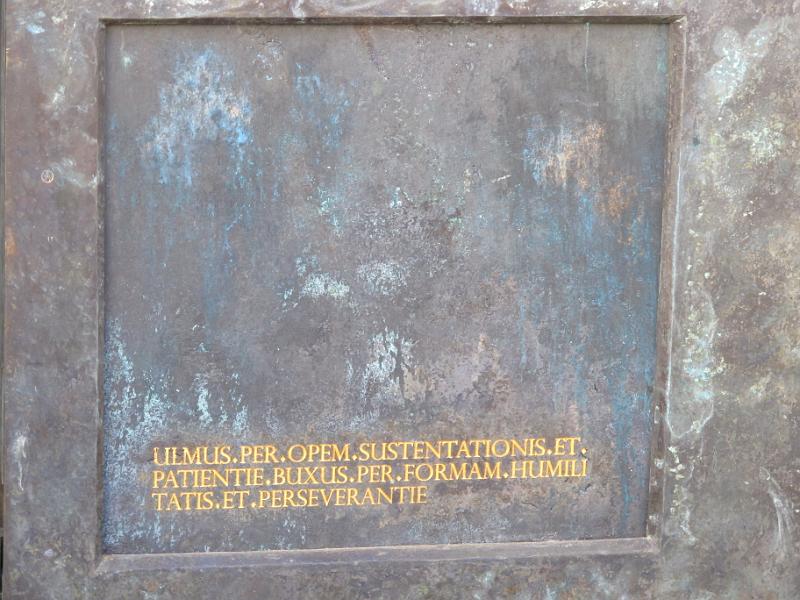 ULMUS.PER.OPEM.SUSTENTATIONIS.ET.
PATIENTIE.BUXUS.PER.FORMAM.HUMILI
TATIS.ET.PERSEVERANTIE